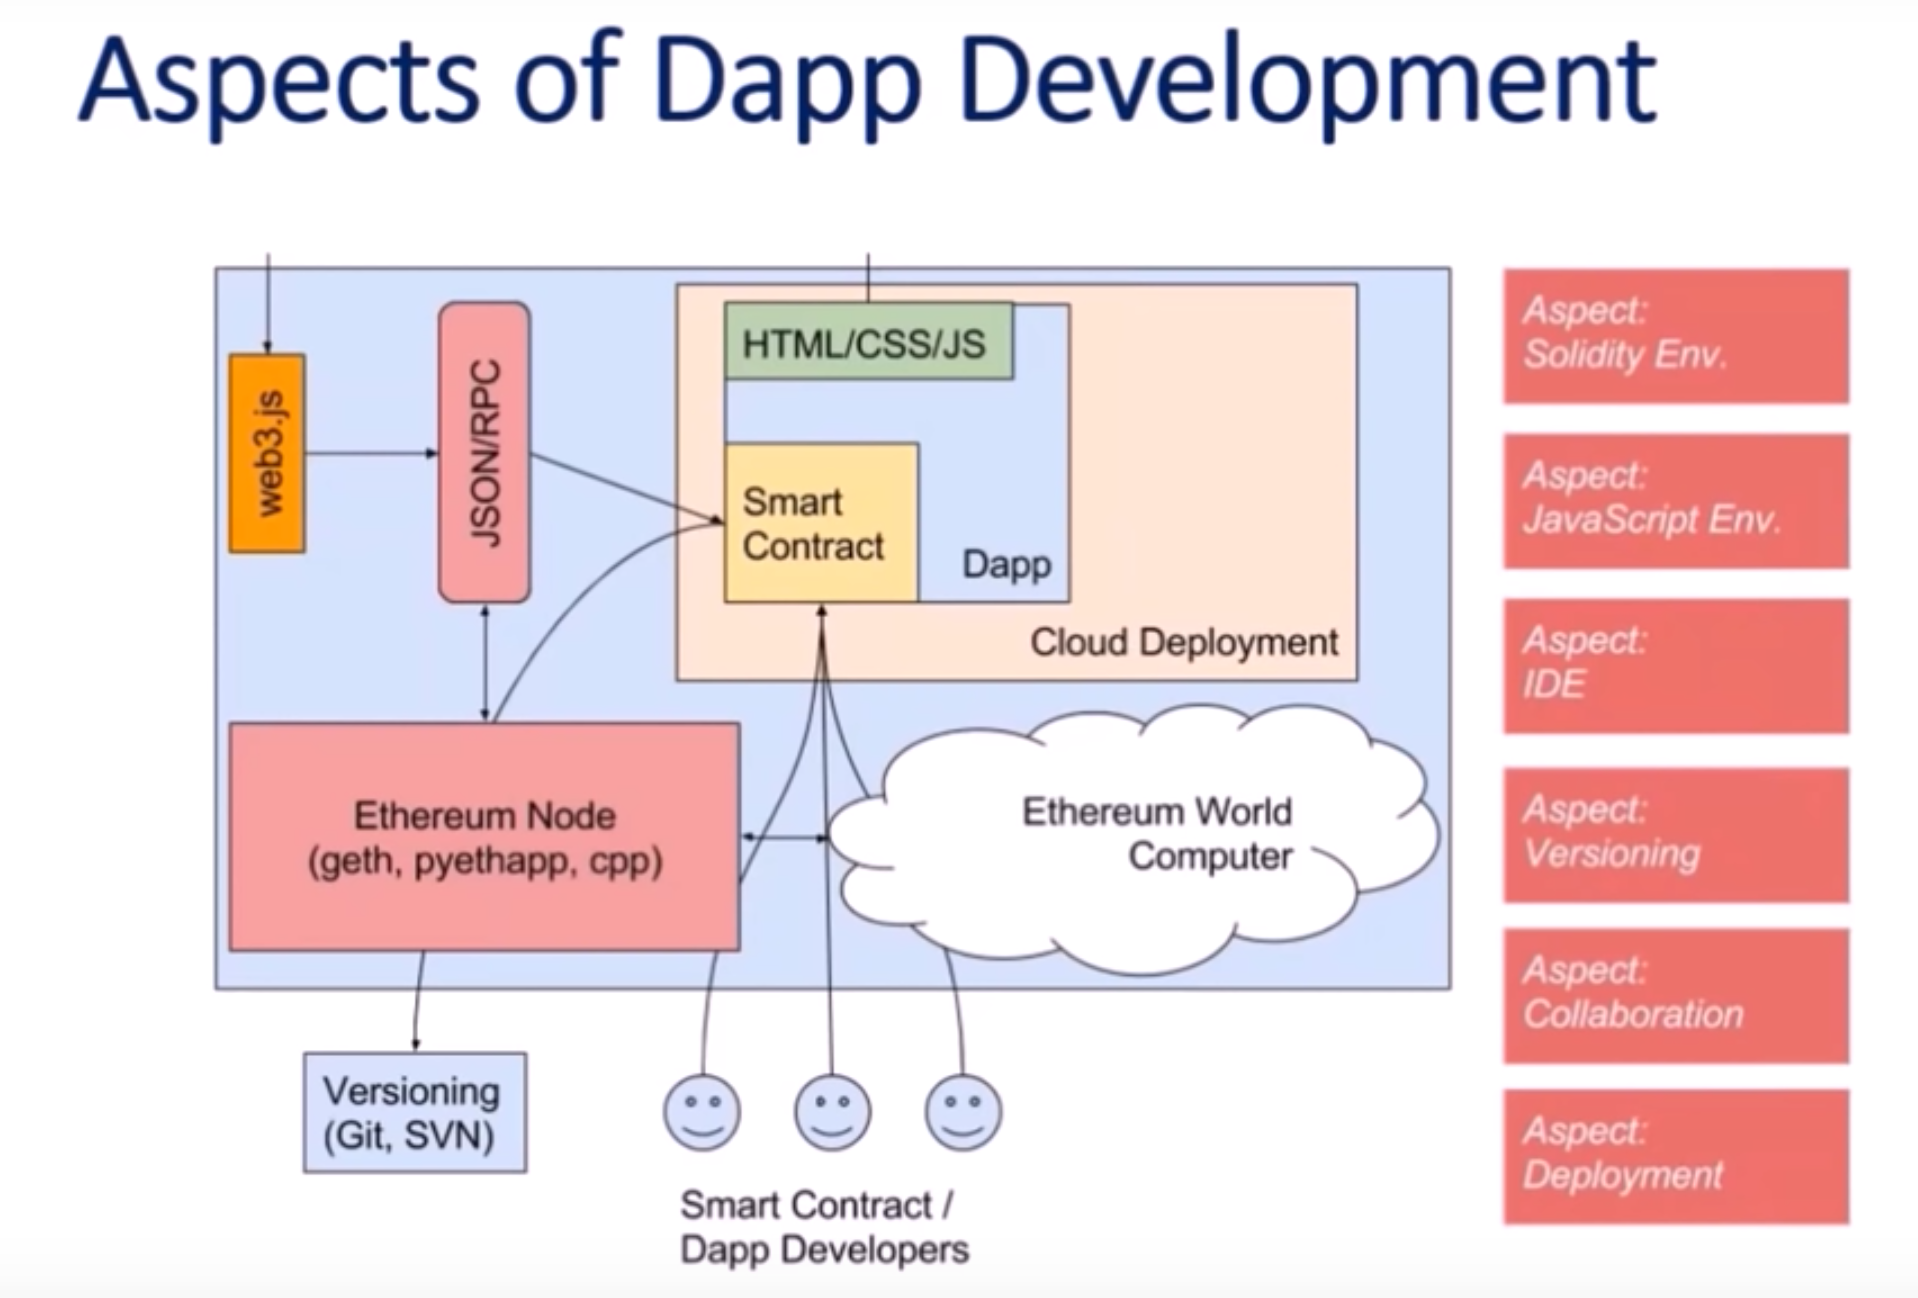 Aspects of Dapp Development
web3.js
JSON/RPC
HTML/CSS/JS
Smart
Contract
Dapp
Cloud Deployment
Ethereum Node
(geth, pyethapp, cpp)
Ethereum World
Computer
Versioning
(Git, SVN)
Smart Contract /
Dapp Developers
Aspect:
Solidity Env.
Aspect:
JavaScript Env.
Aspect:
IDE
Aspect:
Versioning
Aspect:
Collaboration
Aspect:
Deployment